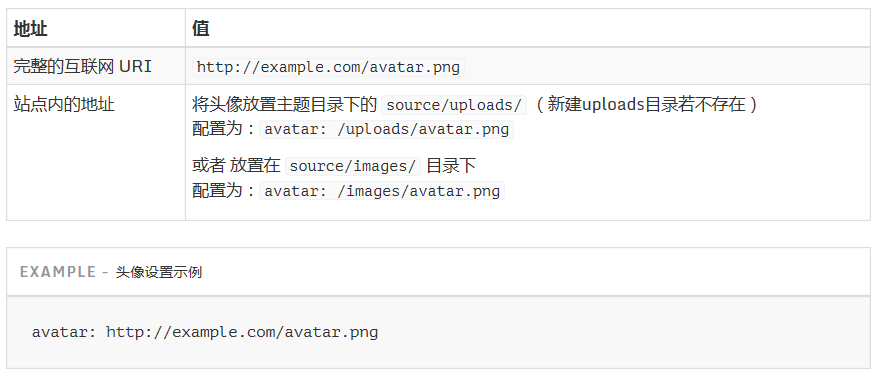 地址 值
完整的互联网 URI http://example.com/avatar.png
站点内的地址 将头像放置主题目录下的 source/uploads/ （新建uploads目录若不存在）
配置为：avatar: /uploads/avatar.png
或者 放置在 source/images/ 目录下
配置为：avatar: /images/avatar.png
EXAMPLE - 头像设置示例
avatar: http://example.com/avatar.png